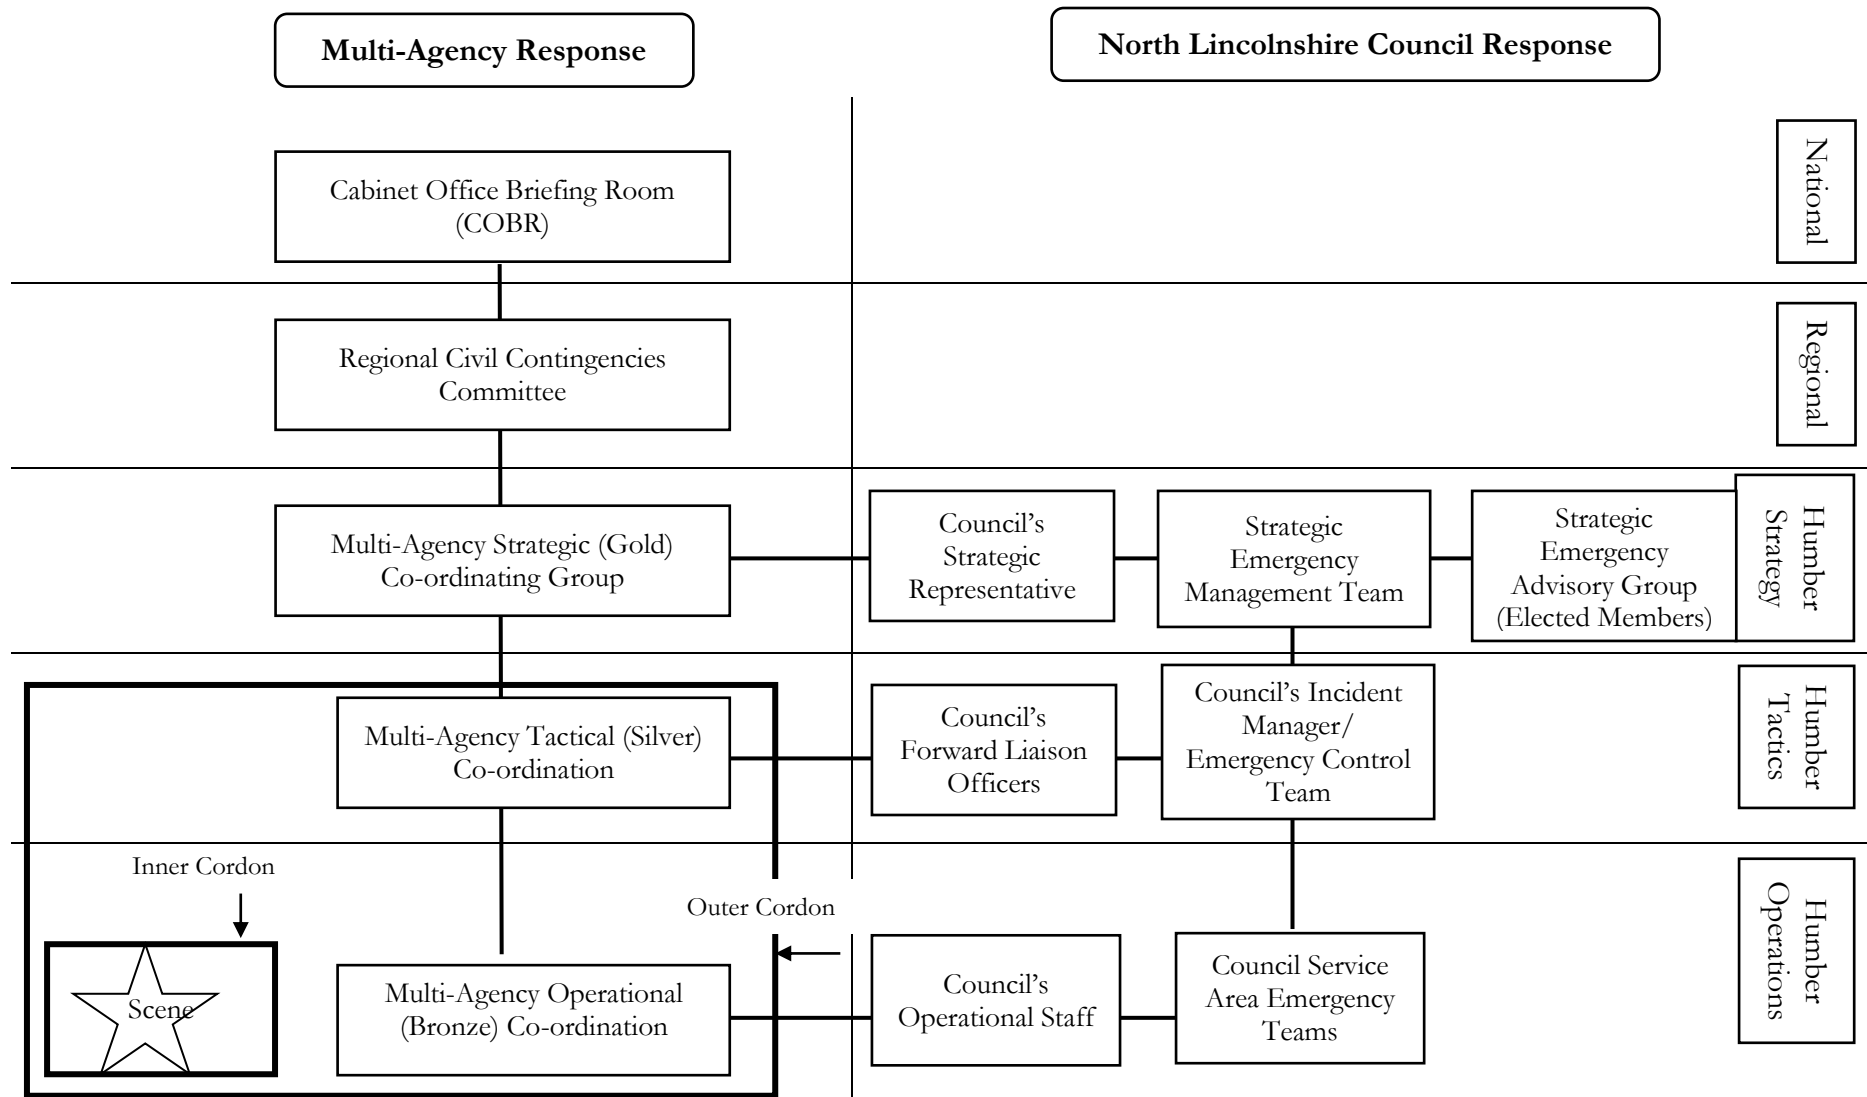 Multi-Agency Response
North Lincolnshire Council Response
National
Cabinet Office Briefing Room
(COBR)
Regional
Regional Civil Contingencies
Committee
Multi-Agency Strategic (Gold)
Co-ordinating Group
Council's
Strategic
Representative
Strategic
Emergency
Management Team
Strategic
Emergency
Advisory Group
(Elected Members)
Humber
Strategy
Multi-Agency Tactical (Silver)
Co-ordination
Council's
Forward Liaison
Officers
Council's Incident
Manager/
Emergency Control
Team
Humber
Tactics
Inner Cordon
Outer Cordon
Scene
Multi-Agency Operational
(Bronze) Co-ordination
Council's
Operational Staff
Council Service
Area Emergency
Teams
Humber
Operations